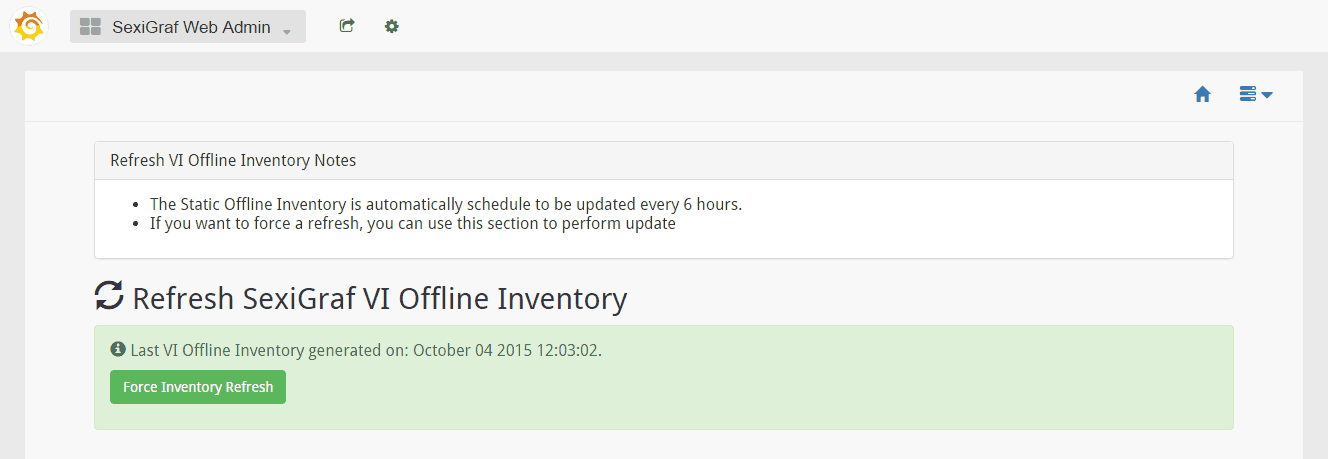 SexiGraf Web Admin
Refresh VI Offline Inventory Notes
The Static Offline Inventory is automatically schedule to be updated every 6 hours.
If you want to force a refresh, you can use this section to perform update
Refresh SexiGraf VI Offline Inventory
Last VI Offline Inventory generated on: October 04 2015 12:03:02.
Force Inventory Refresh